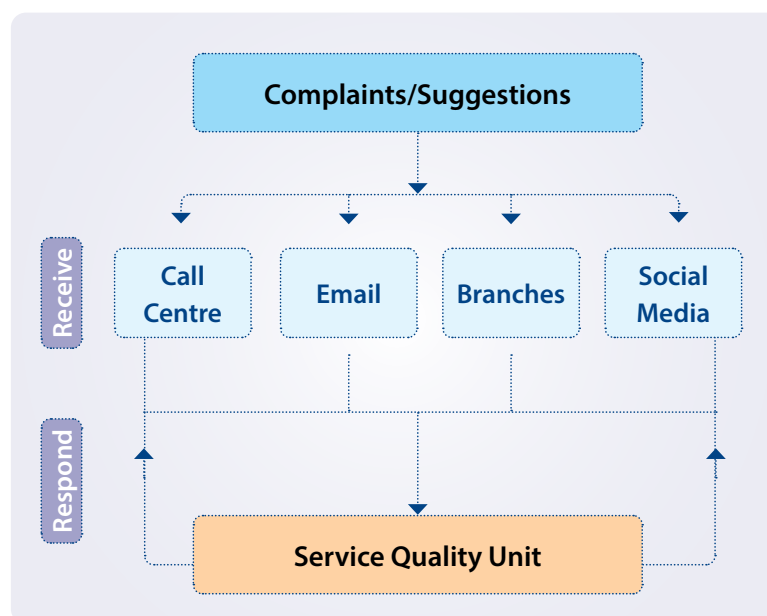 Complaints/Suggestions
Receive
Call
Centre
Email
Branches
Social
Media
Respond
Service Quality Unit